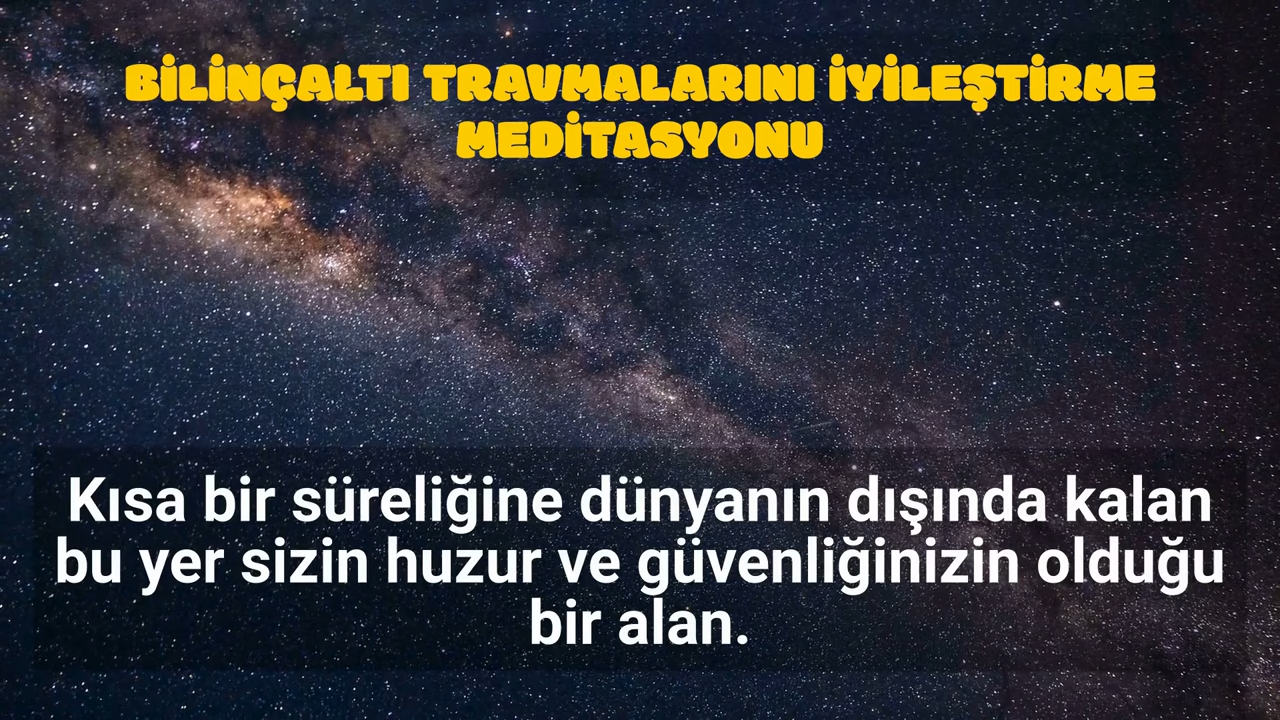 BİLİNÇALTI TRAVMALARINI İYİLEŞTİRME
MEDİTASYONU
Kısa bir süreliğine dünyanın dışında kalan
bu yer sizin huzur ve güvenliğinizin olduğu
bir alan.